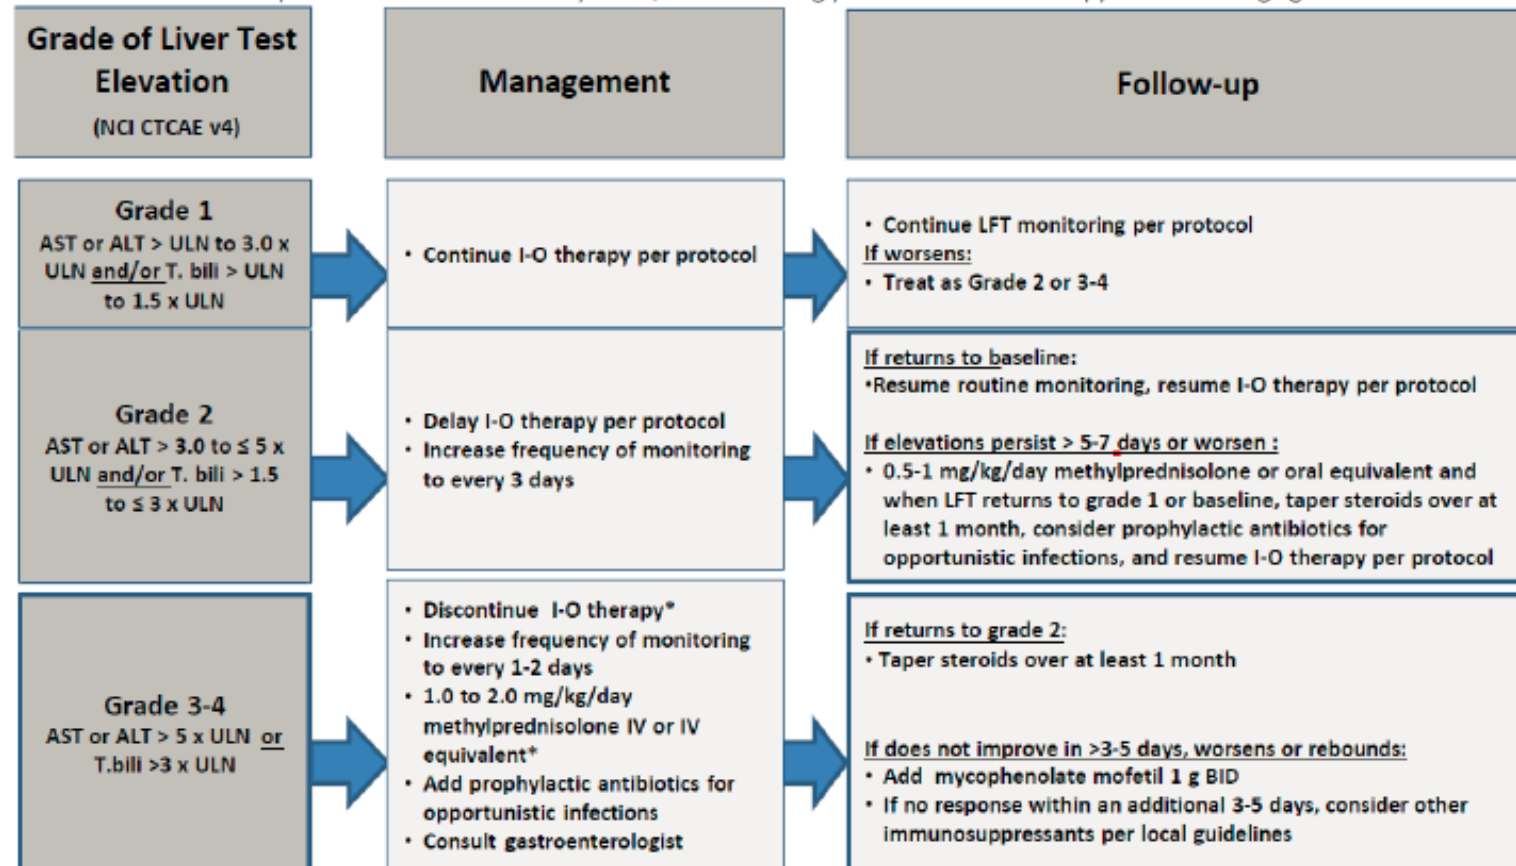 Grade of Liver Test
Elevation
(NCI CTCAE v4)
Management
Follow-up
Grade 1
AST or ALT > ULN to 3.0 x
ULN and/or T. bili > ULN
to 1.5 x ULN
• Continue I-O therapy per protocol
• Continue LFT monitoring per protocol
If worsens:
• Treat as Grade 2 or 3-4
Grade 2
AST or ALT > 3.0 to ≤ 5 x
ULN and/or T. bili > 1.5
to ≤ 3 x ULN
• Delay I-O therapy per protocol
• Increase frequency of monitoring
to every 3 days
If returns to baseline:
•Resume routine monitoring, resume I-O therapy per protocol
If elevations persist > 5-7 days or worsen :
• 0.5-1 mg/kg/day methylprednisolone or oral equivalent and
when LFT returns to grade 1 or baseline, taper steroids over at
least 1 month, consider prophylactic antibiotics for
opportunistic infections, and resume I-O therapy per protocol
Grade 3-4
AST or ALT > 5 x ULN or
T.bili >3 x ULN
• Discontinue I-O therapy*
• Increase frequency of monitoring
to every 1-2 days
• 1.0 to 2.0 mg/kg/day
methylprednisolone IV or IV
equivalent*
• Add prophylactic antibiotics for
opportunistic infections
• Consult gastroenterologist
If returns to grade 2:
• Taper steroids over at least 1 month
If does not improve in >3-5 days, worsens or rebounds:
• Add mycophenolate mofetil 1 g BID
• If no response within an additional 3-5 days, consider other
immunosuppressants per local guidelines